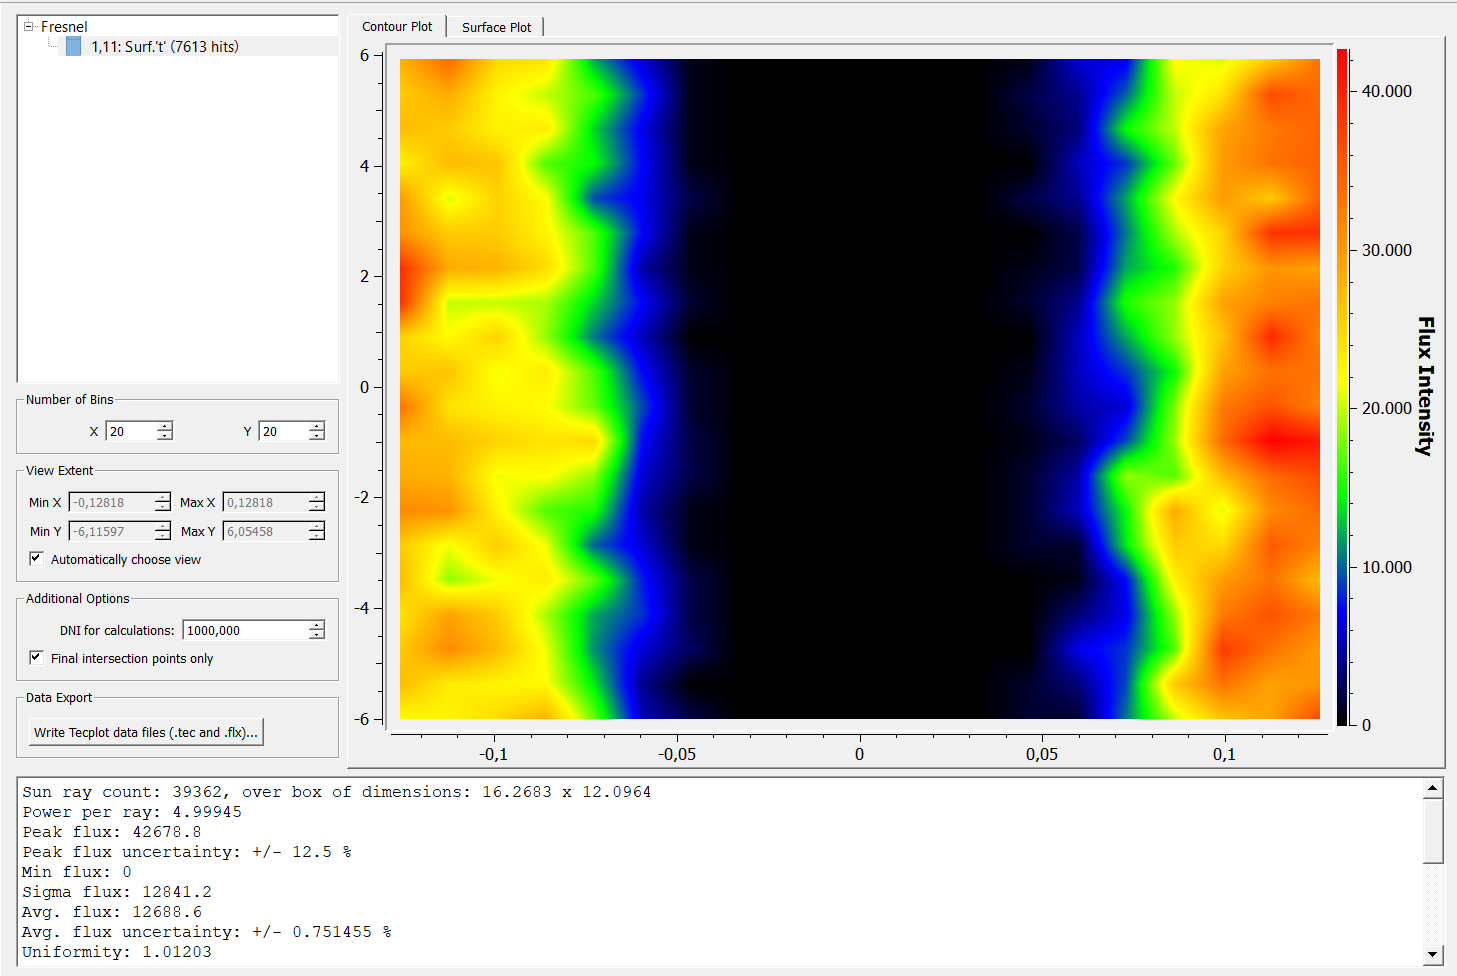 Fresnel
1,11: Surf.'t' (7613 hits)
Number of Bins
X 20 Y 20
View Extent
Min X -0,12818 Max X 0,12818
Min Y -6,11597 Max Y 6,05458
Automatically choose view
Additional Options
DNI for calculations: 1000,000
Final intersection points only
Data Export
Write Tecplot data files (.tec and .flx)...
Contour Plot Surface Plot
6
4
2
0
-2
-4
-6
-0,1 -0,05 0 0,05 0,1
40.000
30.000
20.000
10.000
0
Flux Intensity
Sun ray count: 39362, over box of dimensions: 16.2683 x 12.0964
Power per ray: 4.99945
Peak flux: 42678.8
Peak flux uncertainty: +/- 12.5 %
Min flux: 0
Sigma flux: 12841.2
Avg. flux: 12688.6
Avg. flux uncertainty: +/- 0.751455 %
Uniformity: 1.01203